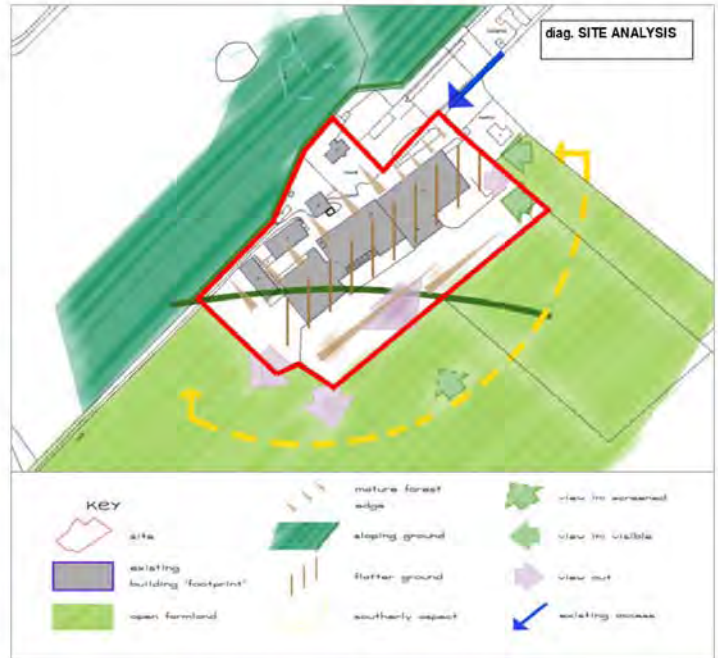 diag. SITE ANALYSIS
KEY
site
existing
building 'footprint'
open farmland
mature forest
edge
sloping ground
flatter ground
southerly aspect
view in: screened
view in: visible
view out
existing access